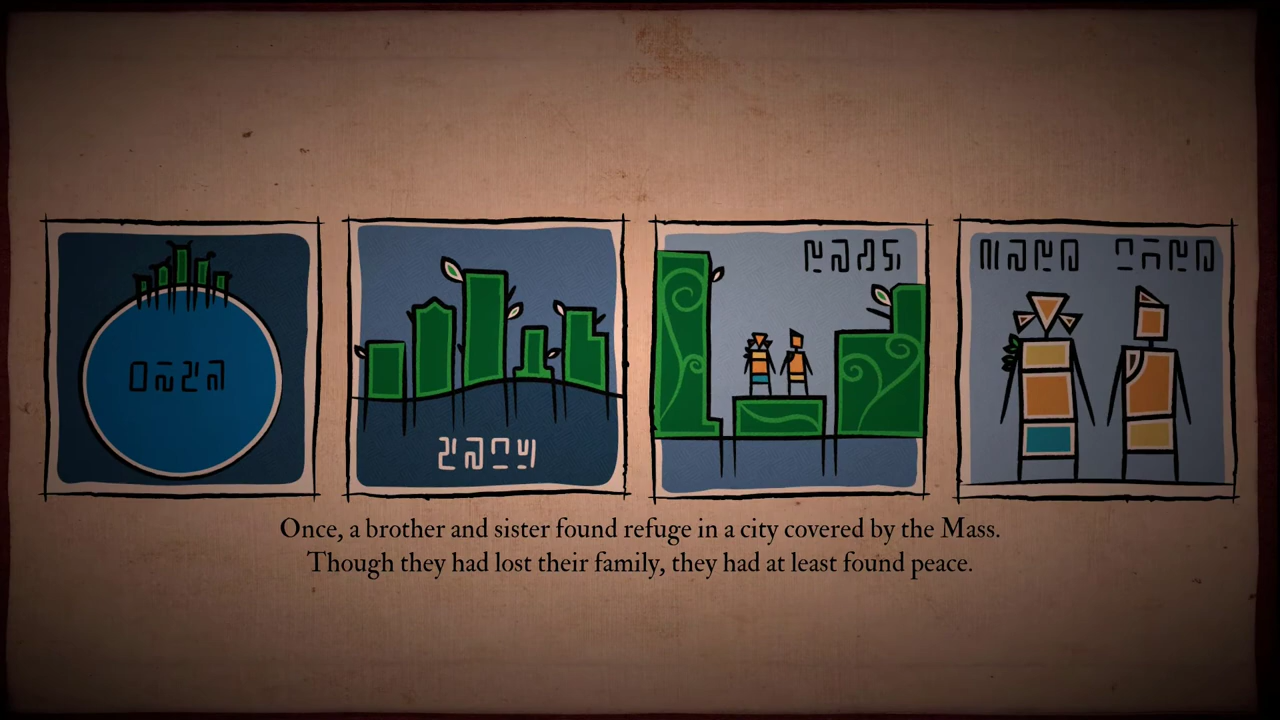 Once, a brother and sister found refuge in a city covered by the Mass.
Though they had lost their family, they had at least found peace.